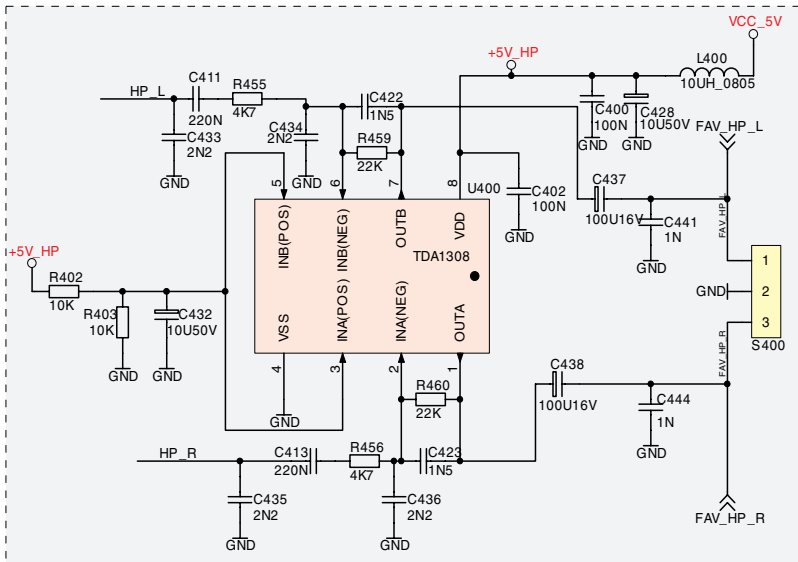 VCC_5V
+5V_HP
L400
10UH_0805
C411
HP_L
R455
220N
4K7
C433
2N2
GND
C434
2N2
GND
C422
1N5
R459
22K
C400
100N
GND
C428
10U50V
GND
FAV_HP_L
5
6
7
8
U400
C402
100N
GND
C437
100U16V
C441
1N
GND
FAV_HP_L
INB(POS)
INB(NEG)
OUTB
VDD
TDA1308
VSS
INA(POS)
INA(NEG)
OUTA
+5V_HP
R402
10K
R403
10K
GND
C432
10U50V
GND
1
GND
2
3
S400
FAV_HP_R
4
3
2
1
GND
R460
22K
C438
100U16V
C444
1N
GND
HP_R
C413
220N
R456
4K7
C423
1N5
C435
2N2
GND
C436
2N2
GND
FAV_HP_R